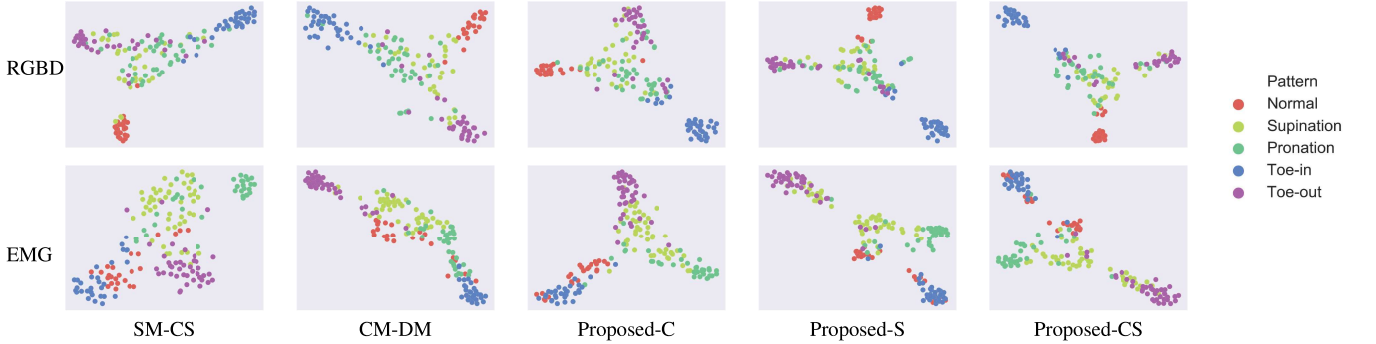 RGBD
EMG
SM-CS
CM-DM
Proposed-C
Proposed-S
Proposed-CS
Pattern
Normal
Supination
Pronation
Toe-in
Toe-out